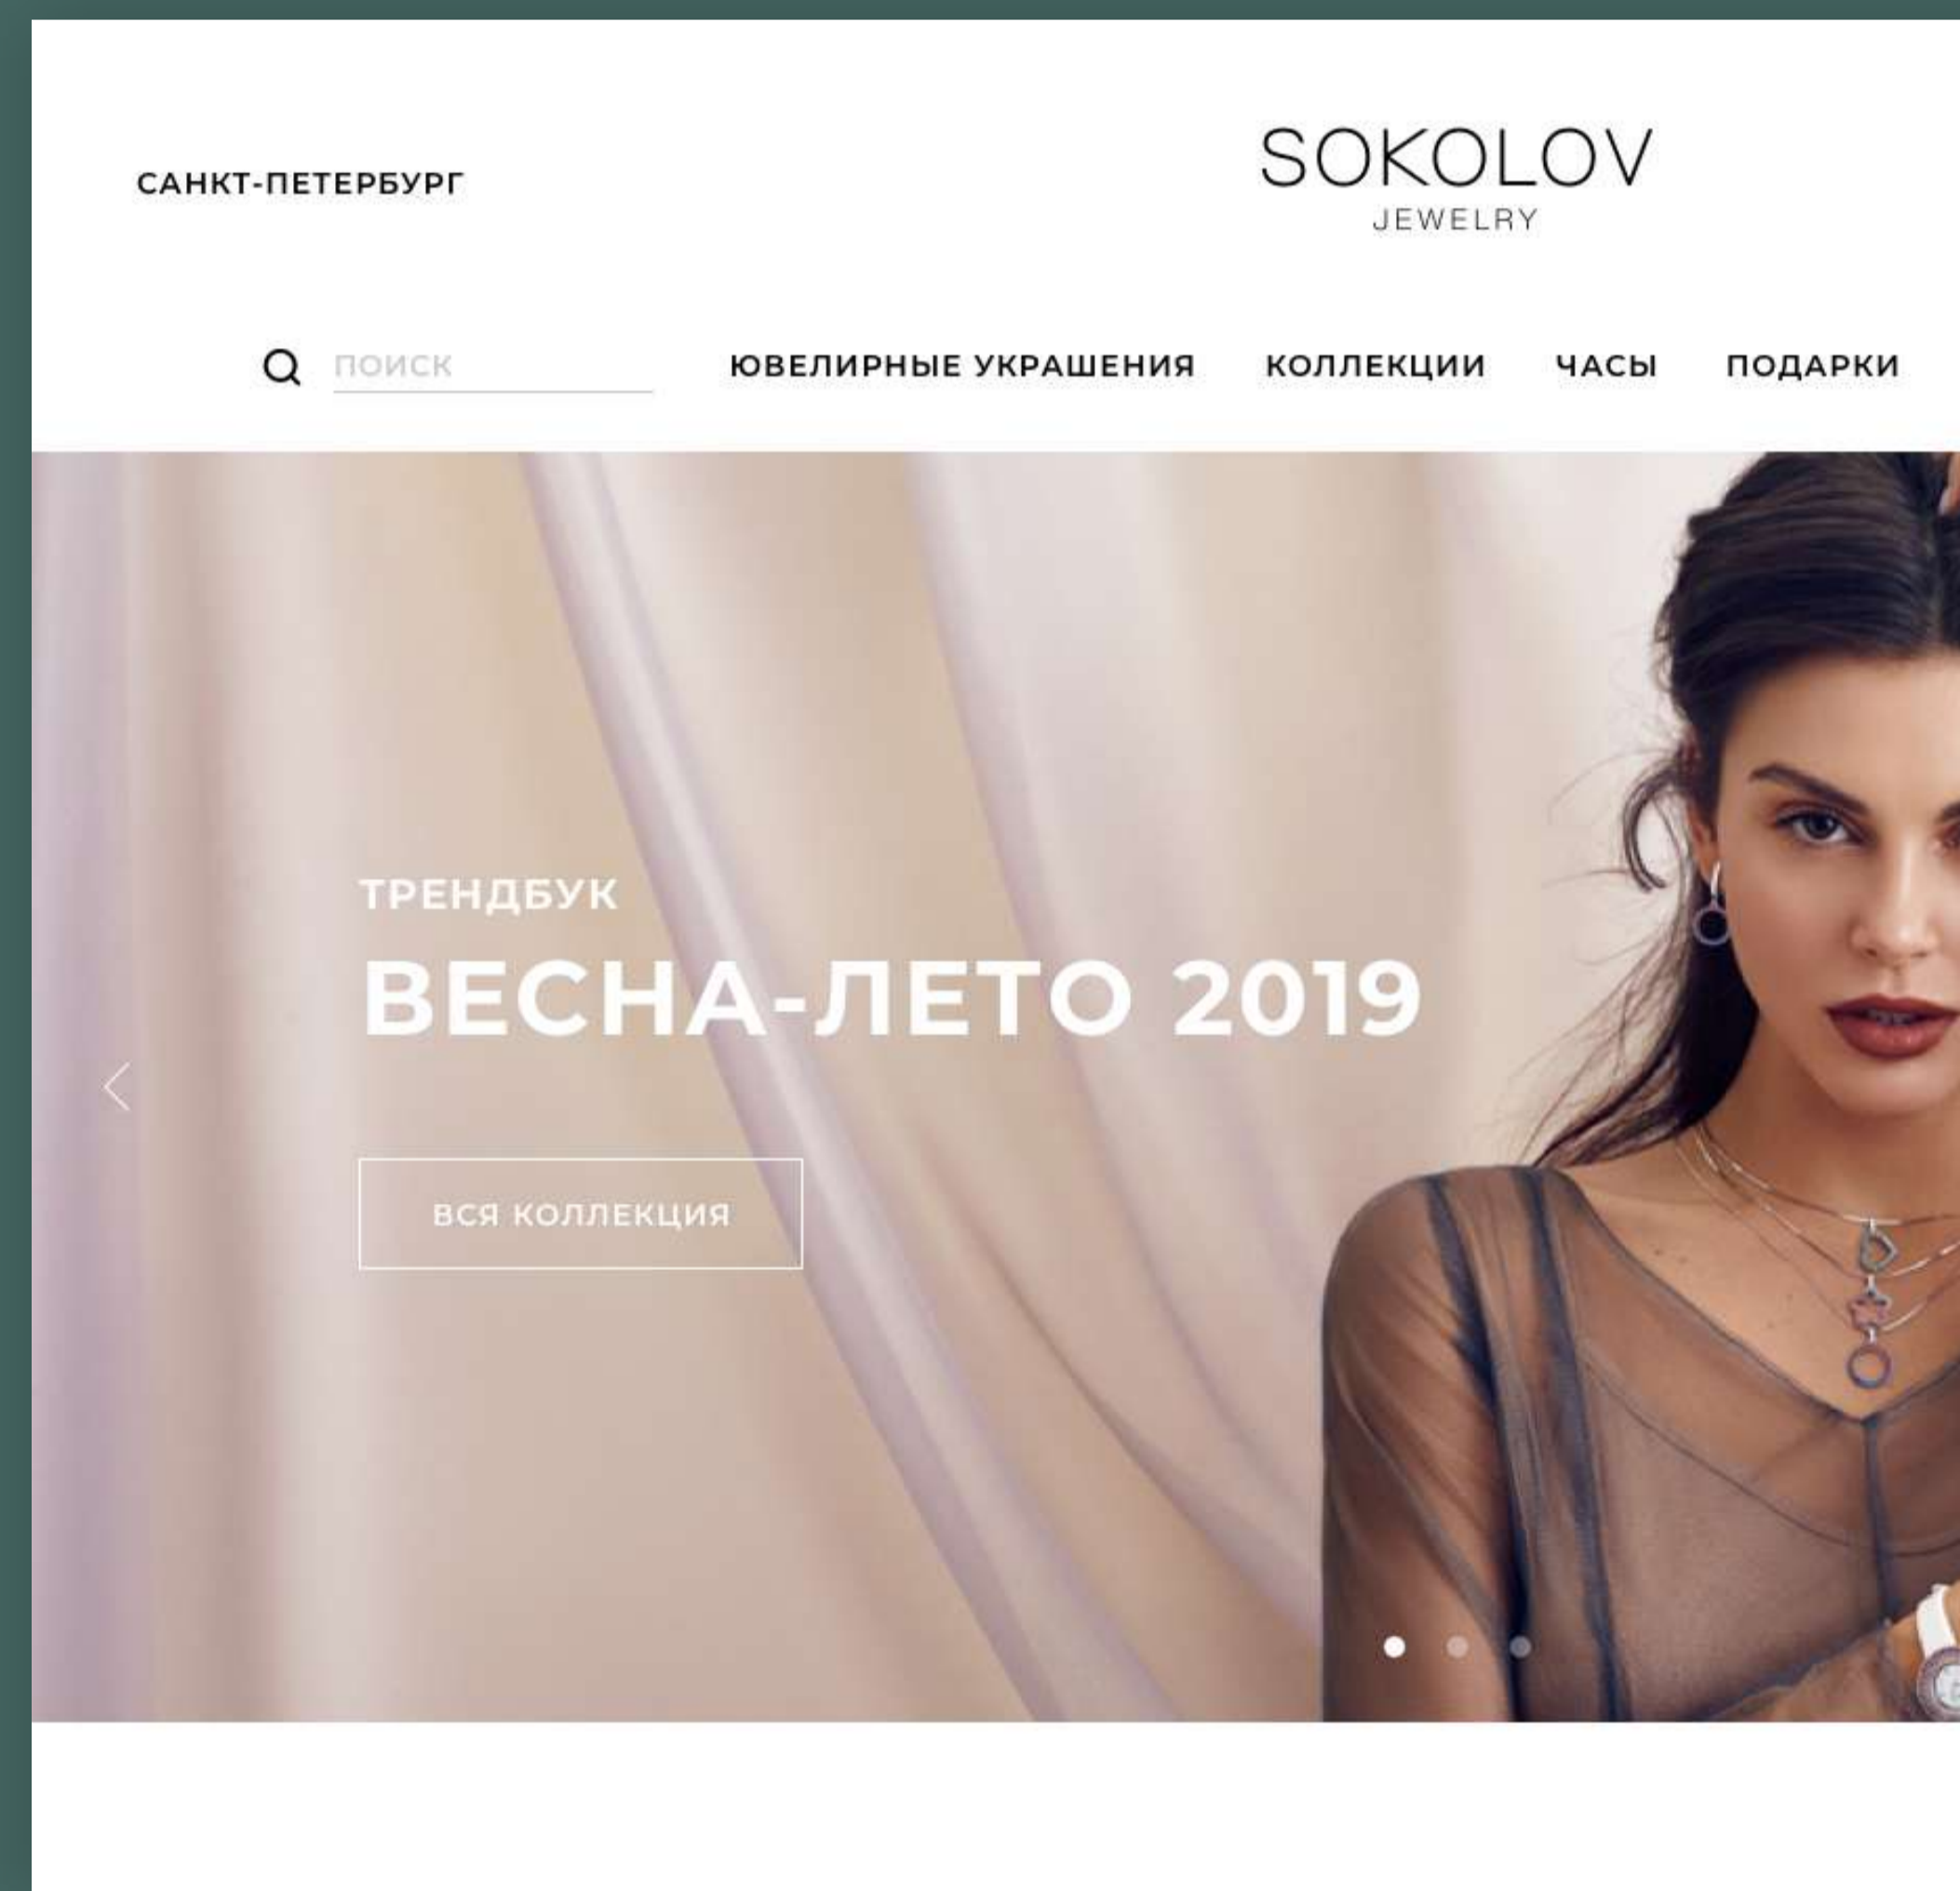 САНКТ-ПЕТЕРБУРГ
SOKOLOV
JEWELRY
ПОИСК
ЮВЕЛИРНЫЕ УКРАШЕНИЯ КОЛЛЕКЦИИ ЧАСЫ ПОДАРКИ
ТРЕНДБУК
ВЕСНА-ЛЕТО 2019
ВСЯ КОЛЛЕКЦИЯ